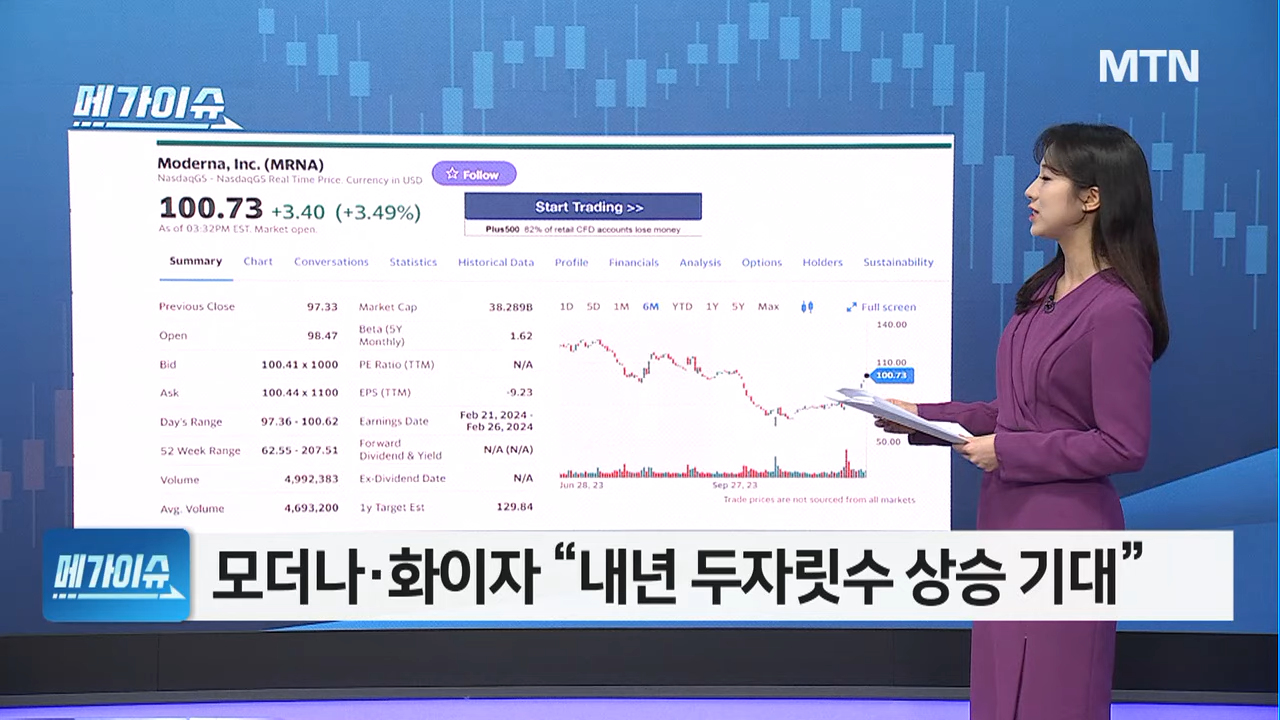 MTN
메가이슈
Moderna, Inc. (MRNA)
NasdaqGS - NasdaqGS Real Time Price. Currency in USD
Follow
100.73 +3.40 (+3.49%)
As of 03:32PM EST. Market open.
Start Trading >>
Plus500 82% of retail CFD accounts lose money
Summary Chart Conversations Statistics Historical Data Profile Financials Analysis Options Holders Sustainability
Previous Close 97.33
Open 98.47
Bid 100.41 x 1000
Ask 100.44 x 1100
Day's Range 97.36 - 100.62
52 Week Range 62.55 - 207.51
Volume 4,992,383
Avg. Volume 4,693,200
Market Cap 38.289B
Beta (5Y
Monthly) 1.62
PE Ratio (TTM) N/A
EPS (TTM) -9.23
Earnings Date Feb 21, 2024 -
Feb 26, 2024
Forward
Dividend & Yield N/A (N/A)
Ex-Dividend Date N/A
1y Target Est 129.84
1D 5D 1M 6M YTD 1Y 5Y Max Full screen
140.00
110.00
100.73
50.00
Jun 28, 23 Sep 27, 23
Trade prices are not sourced from all markets
메가이슈
모더나·화이자 “내년 두자릿수 상승 기대”